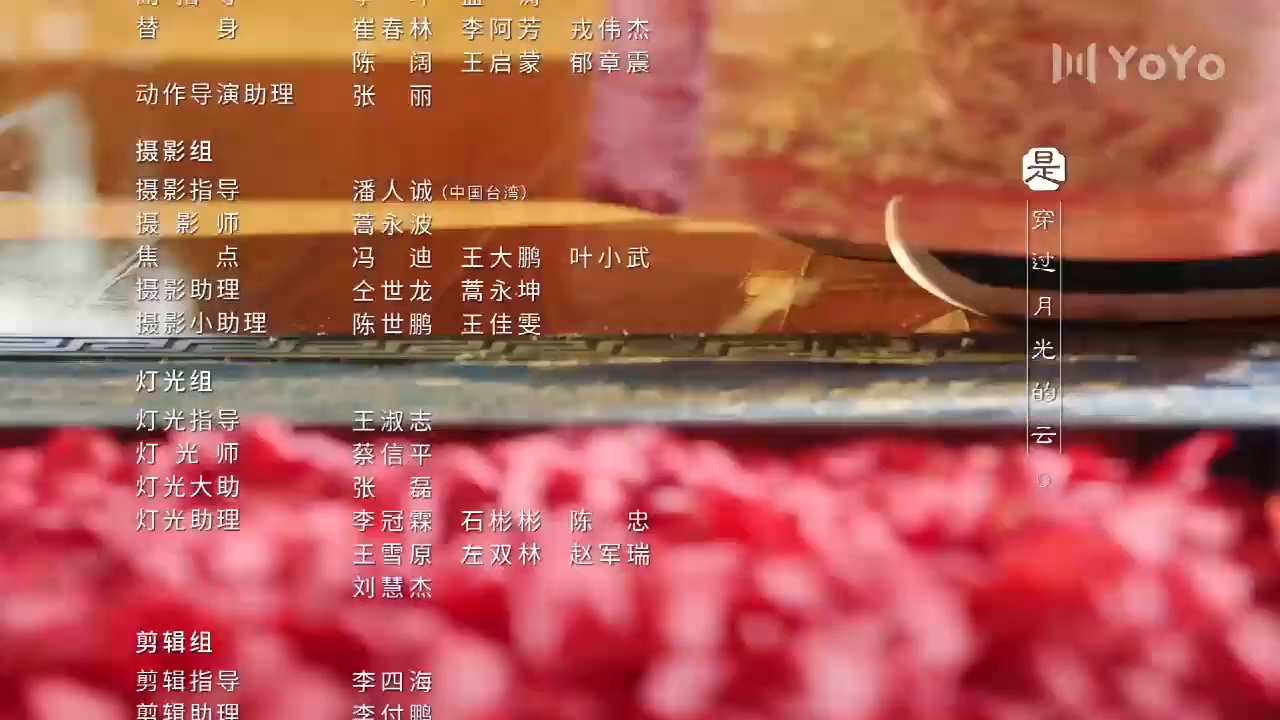 替 身 崔春林 李阿芳 戎伟杰
陈 阔 王启蒙 郁章震
动作导演助理 张 丽
摄影组
摄影指导 潘人诚(中国台湾)
摄影师 蒿永波
焦 点 冯 迪 王大鹏 叶小武
摄影助理 仝世龙 蒿永坤
摄影小助理 陈世鹏 王佳雯
灯光组
灯光指导 王淑志
灯光师 蔡信平
灯光大助 张 磊
灯光助理 李冠霖 石彬彬 陈 忠
王雪原 左双林 赵军瑞
刘慧杰
剪辑组
剪辑指导 李四海
剪辑助理 李付鹏
YoYo
是
穿过月光的云